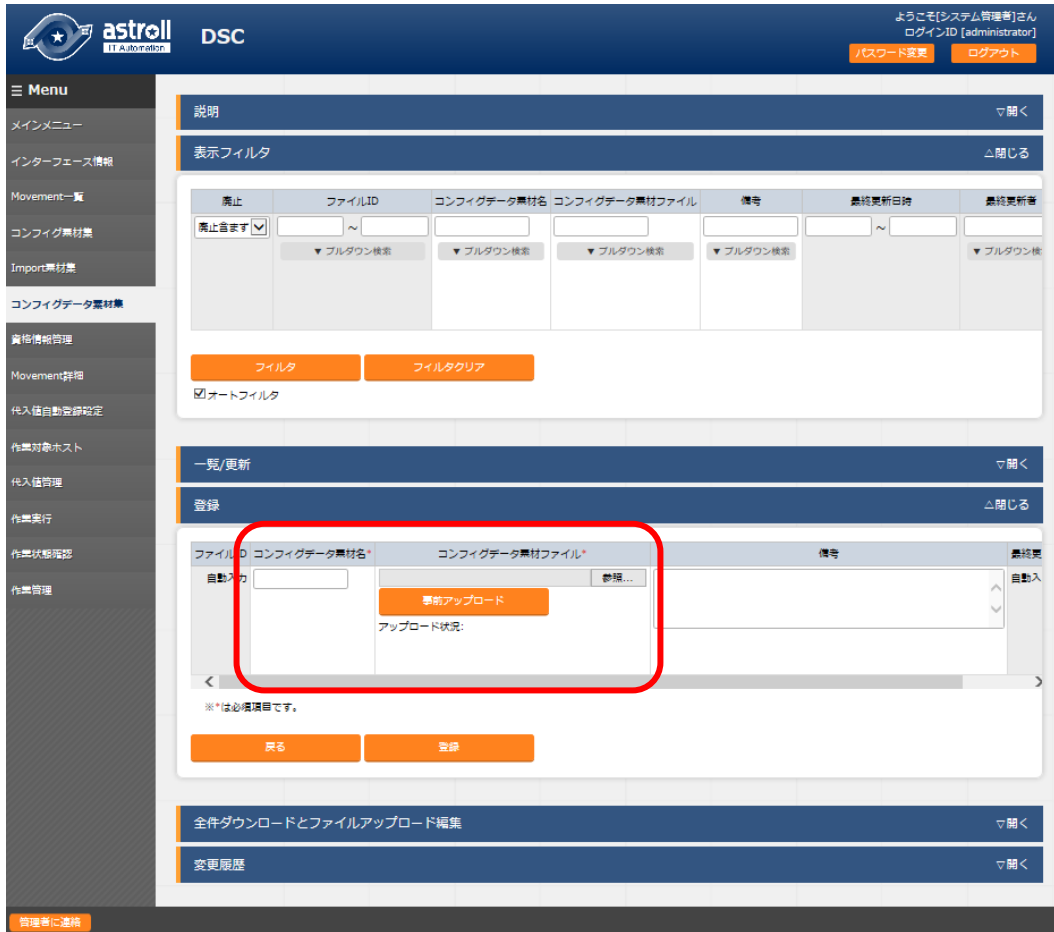 astroll
IT Automation
DSC
ようこそ[システム管理者]さん
ログインID [administrator]
パスワード変更 ログアウト
☰ Menu
メインメニュー
インターフェース情報
Movement一覧
コンフィグ素材集
Import素材集
コンフィグデータ素材集
資格情報管理
Movement詳細
代入値自動登録設定
作業対象ホスト
代入値管理
作業実行
作業状態確認
作業管理
説明 ▽開く
表示フィルタ △閉じる
廃止 ファイルID コンフィグデータ素材名 コンフィグデータ素材ファイル 備考 最終更新日時 最終更新者
廃止含まず ～ ～
▼ プルダウン検索 ▼ プルダウン検索 ▼ プルダウン検索 ▼ プルダウン検索 ▼ プルダウン検
フィルタ フィルタクリア
オートフィルタ
一覧/更新 ▽開く
登録 △閉じる
ファイルID コンフィグデータ素材名* コンフィグデータ素材ファイル* 備考 最終更
自動入力 参照... 自動入
事前アップロード
アップロード状況:
※*は必須項目です。
戻る 登録
全件ダウンロードとファイルアップロード編集 ▽開く
変更履歴 ▽開く
管理者に連絡